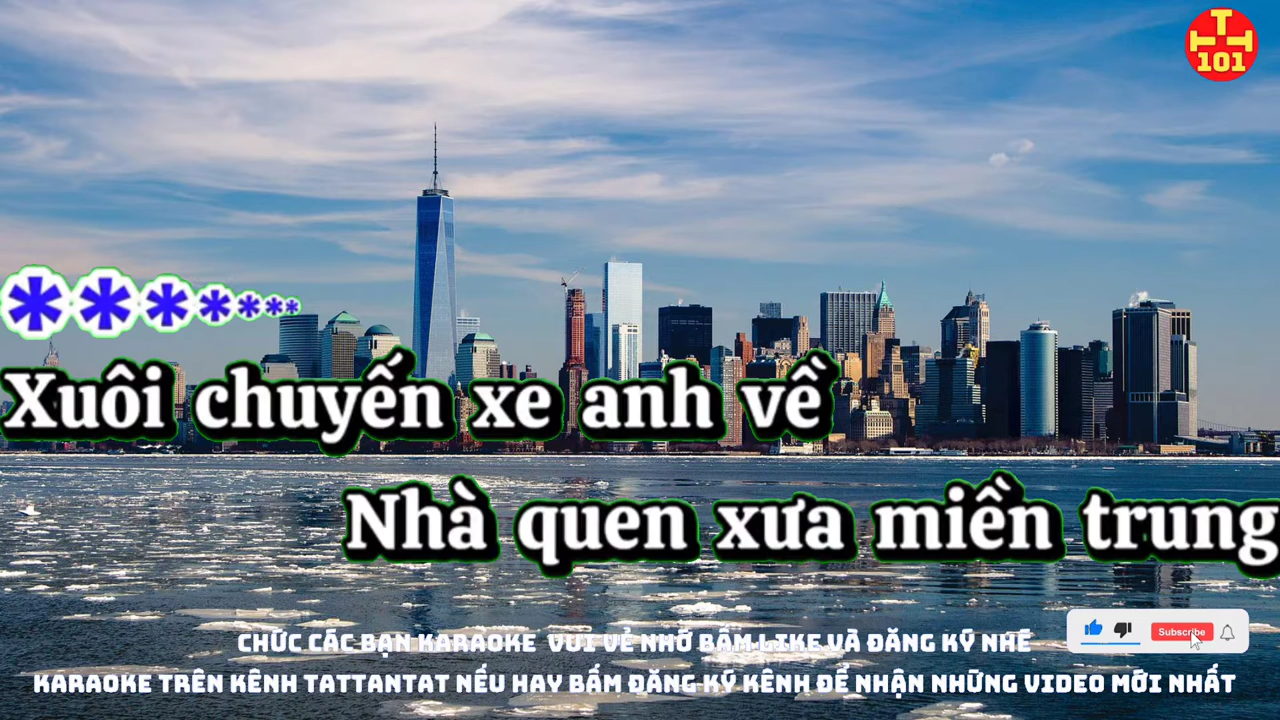 T
TT
101
*******
Xuôi chuyến xe anh về
Nhà quen xưa miền trung
CHÚC CÁC BẠN KARAOKE VUI VẺ NHỚ BẤM LIKE VÀ ĐĂNG KÝ NHÉ
Subscribe
KARAOKE TRÊN KÊNH TATTANTAT NẾU HAY BẤM ĐĂNG KÝ KÊNH ĐỂ NHẬN NHỮNG VIDEO MỚI NHẤT